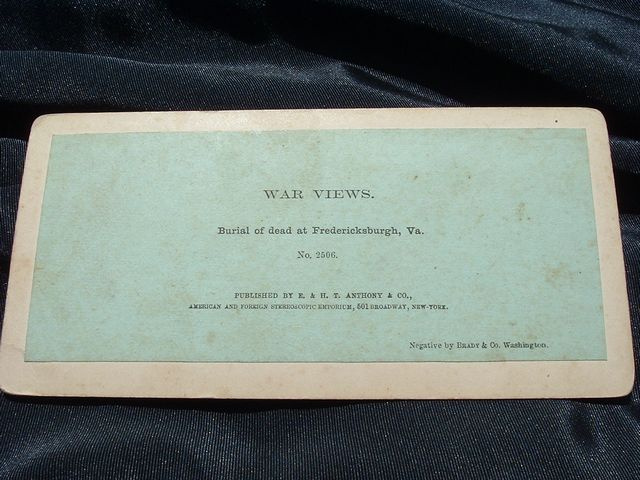 WAR VIEWS.
Burial of dead at Fredericksburgh, Va.
No. 2506.
PUBLISHED BY E. & H. T. ANTHONY & CO.,
AMERICAN AND FOREIGN STEREOSCOPIC EMPORIUM, 501 BROADWAY, NEW-YORK.
Negative by BRADY & Co. Washington.